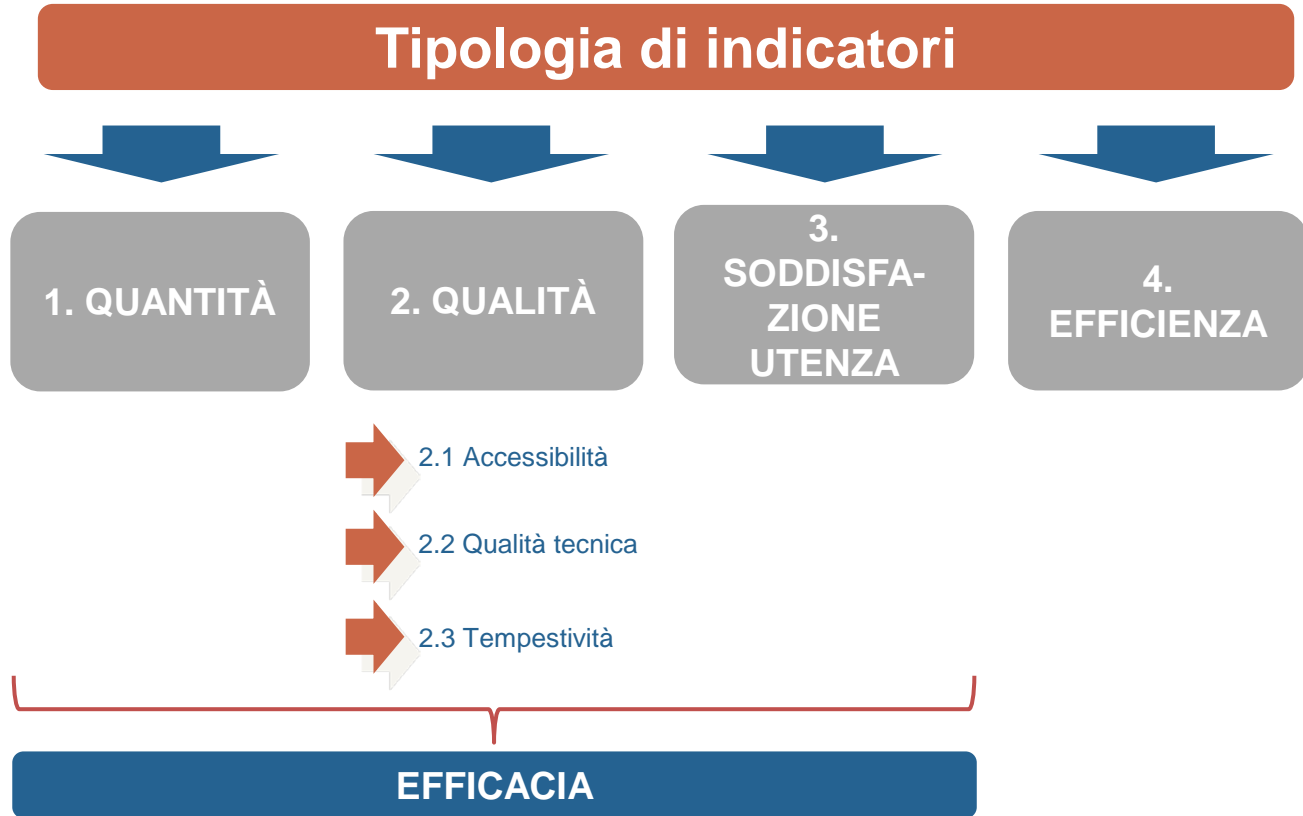 Tipologia di indicatori
1. QUANTITÀ
2. QUALITÀ
3.
SODDISFA-
ZIONE
UTENZA
4.
EFFICIENZA
2.1 Accessibilità
2.2 Qualità tecnica
2.3 Tempestività
EFFICACIA